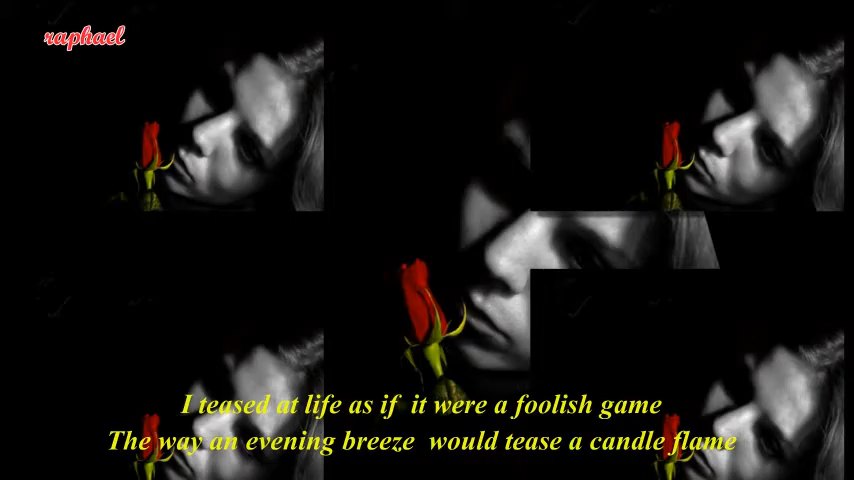 raphael
I teased at life as if it were a foolish game
The way an evening breeze would tease a candle flame